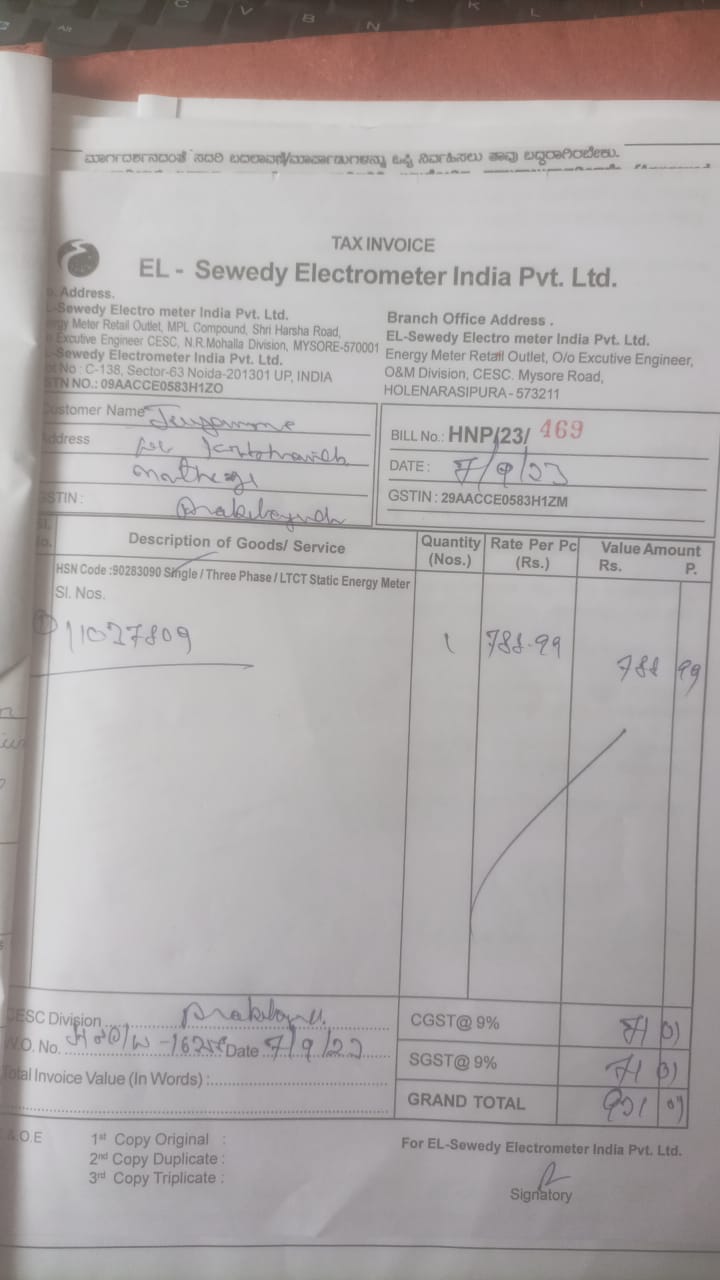 ಮಾರ್ಗದರ್ಶನದಂತೆ ಸದರಿ ಬದಲಾವಣೆ/ಮಾರ್ಪಾಡುಗಳನ್ನು ಒಪ್ಪಿ ನಿರ್ವಹಿಸಲು ತಾವು ಬದ್ಧರಾಗಿರಬೇಕು.
TAX INVOICE
EL - Sewedy Electrometer India Pvt. Ltd.
Address.
-Sewedy Electro meter India Pvt. Ltd.
Meter Retail Outlet, MPL Compound, Shri Harsha Road,
Excutive Engineer CESC, N.R.Mohalla Division, MYSORE-570001
-Sewedy Electrometer India Pvt. Ltd.
No : C-138, Sector-63 Noida-201301 UP, INDIA
STN NO.: 09AACCE0583H1ZO
Branch Office Address .
EL-Sewedy Electro meter India Pvt. Ltd.
Energy Meter Retail Outlet, O/o Excutive Engineer,
O&M Division, CESC. Mysore Road,
HOLENARASIPURA - 573211
ustomer Name
ddress
GSTIN :
BILL No.: HNP/23/ 469
DATE : 7/9/23
GSTIN : 29AACCE0583H1ZM
Description of Goods/ Service
Quantity (Nos.)
Rate Per Pc (Rs.)
Value Amount
Rs. P.
HSN Code :90283090 Single / Three Phase / LTCT Static Energy Meter
Sl. Nos.
① 11027809 1 788.99 788 99
CESC Division
W.O. No. Date 7/9/23
Total Invoice Value (In Words) :
CGST@ 9% 71 01
SGST@ 9% 71 01
GRAND TOTAL 931 01
&.O.E
1st Copy Original :
2nd Copy Duplicate :
3rd Copy Triplicate :
For EL-Sewedy Electrometer India Pvt. Ltd.
Signatory